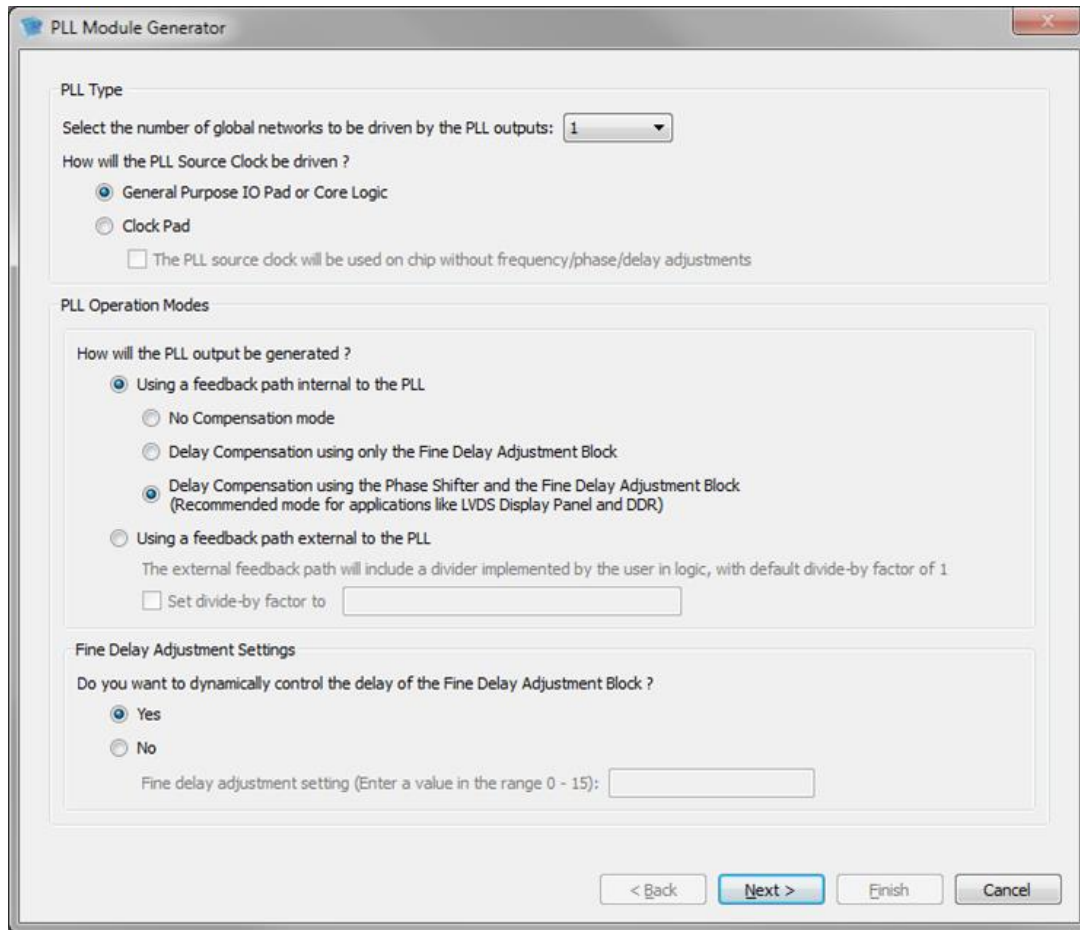 PLL Module Generator
PLL Type
Select the number of global networks to be driven by the PLL outputs: 1
How will the PLL Source Clock be driven ?
General Purpose IO Pad or Core Logic
Clock Pad
The PLL source clock will be used on chip without frequency/phase/delay adjustments
PLL Operation Modes
How will the PLL output be generated ?
Using a feedback path internal to the PLL
No Compensation mode
Delay Compensation using only the Fine Delay Adjustment Block
Delay Compensation using the Phase Shifter and the Fine Delay Adjustment Block
(Recommended mode for applications like LVDS Display Panel and DDR)
Using a feedback path external to the PLL
The external feedback path will include a divider implemented by the user in logic, with default divide-by factor of 1
Set divide-by factor to
Fine Delay Adjustment Settings
Do you want to dynamically control the delay of the Fine Delay Adjustment Block ?
Yes
No
Fine delay adjustment setting (Enter a value in the range 0 - 15):
< Back Next > Finish Cancel